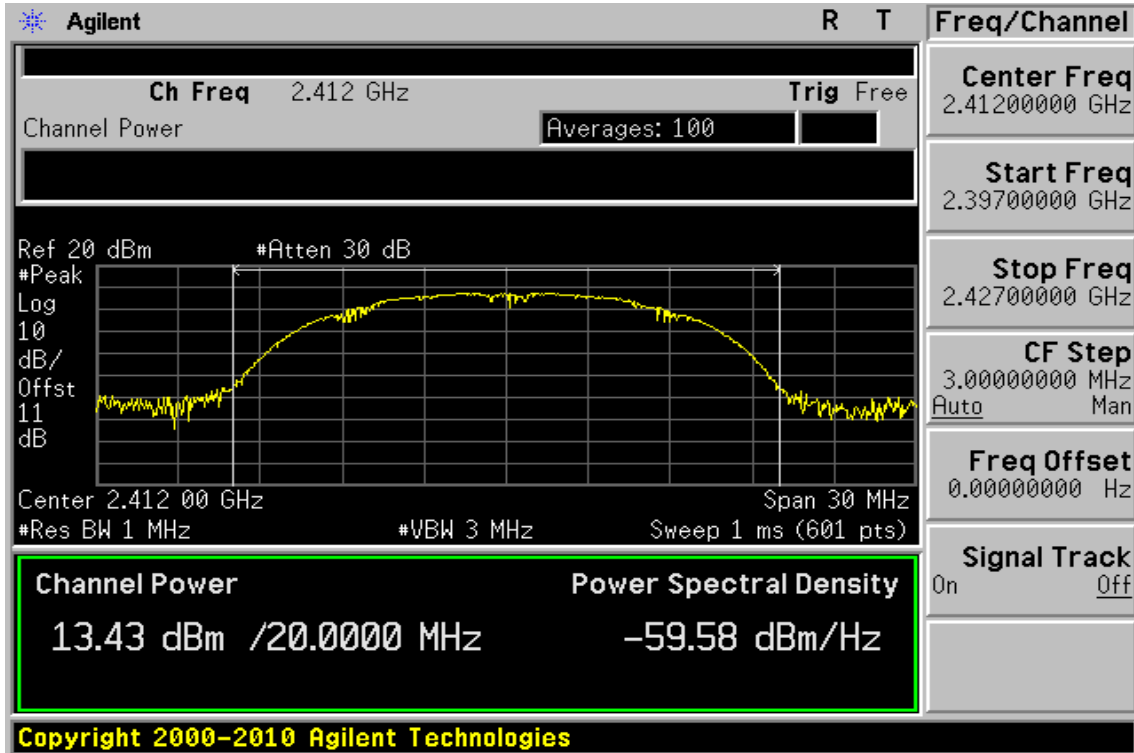 Agilent R T Freq/Channel
Ch Freq 2.412 GHz Trig Free
Channel Power Averages: 100
Center Freq
2.41200000 GHz
Start Freq
2.39700000 GHz
Ref 20 dBm #Atten 30 dB
#Peak
Log
10
dB/
Offst
11
dB
Stop Freq
2.42700000 GHz
CF Step
3.00000000 MHz
Auto Man
Freq Offset
0.00000000 Hz
Center 2.412 00 GHz Span 30 MHz
#Res BW 1 MHz #VBW 3 MHz Sweep 1 ms (601 pts)
Signal Track
On Off
Channel Power Power Spectral Density
13.43 dBm /20.0000 MHz -59.58 dBm/Hz
Copyright 2000-2010 Agilent Technologies